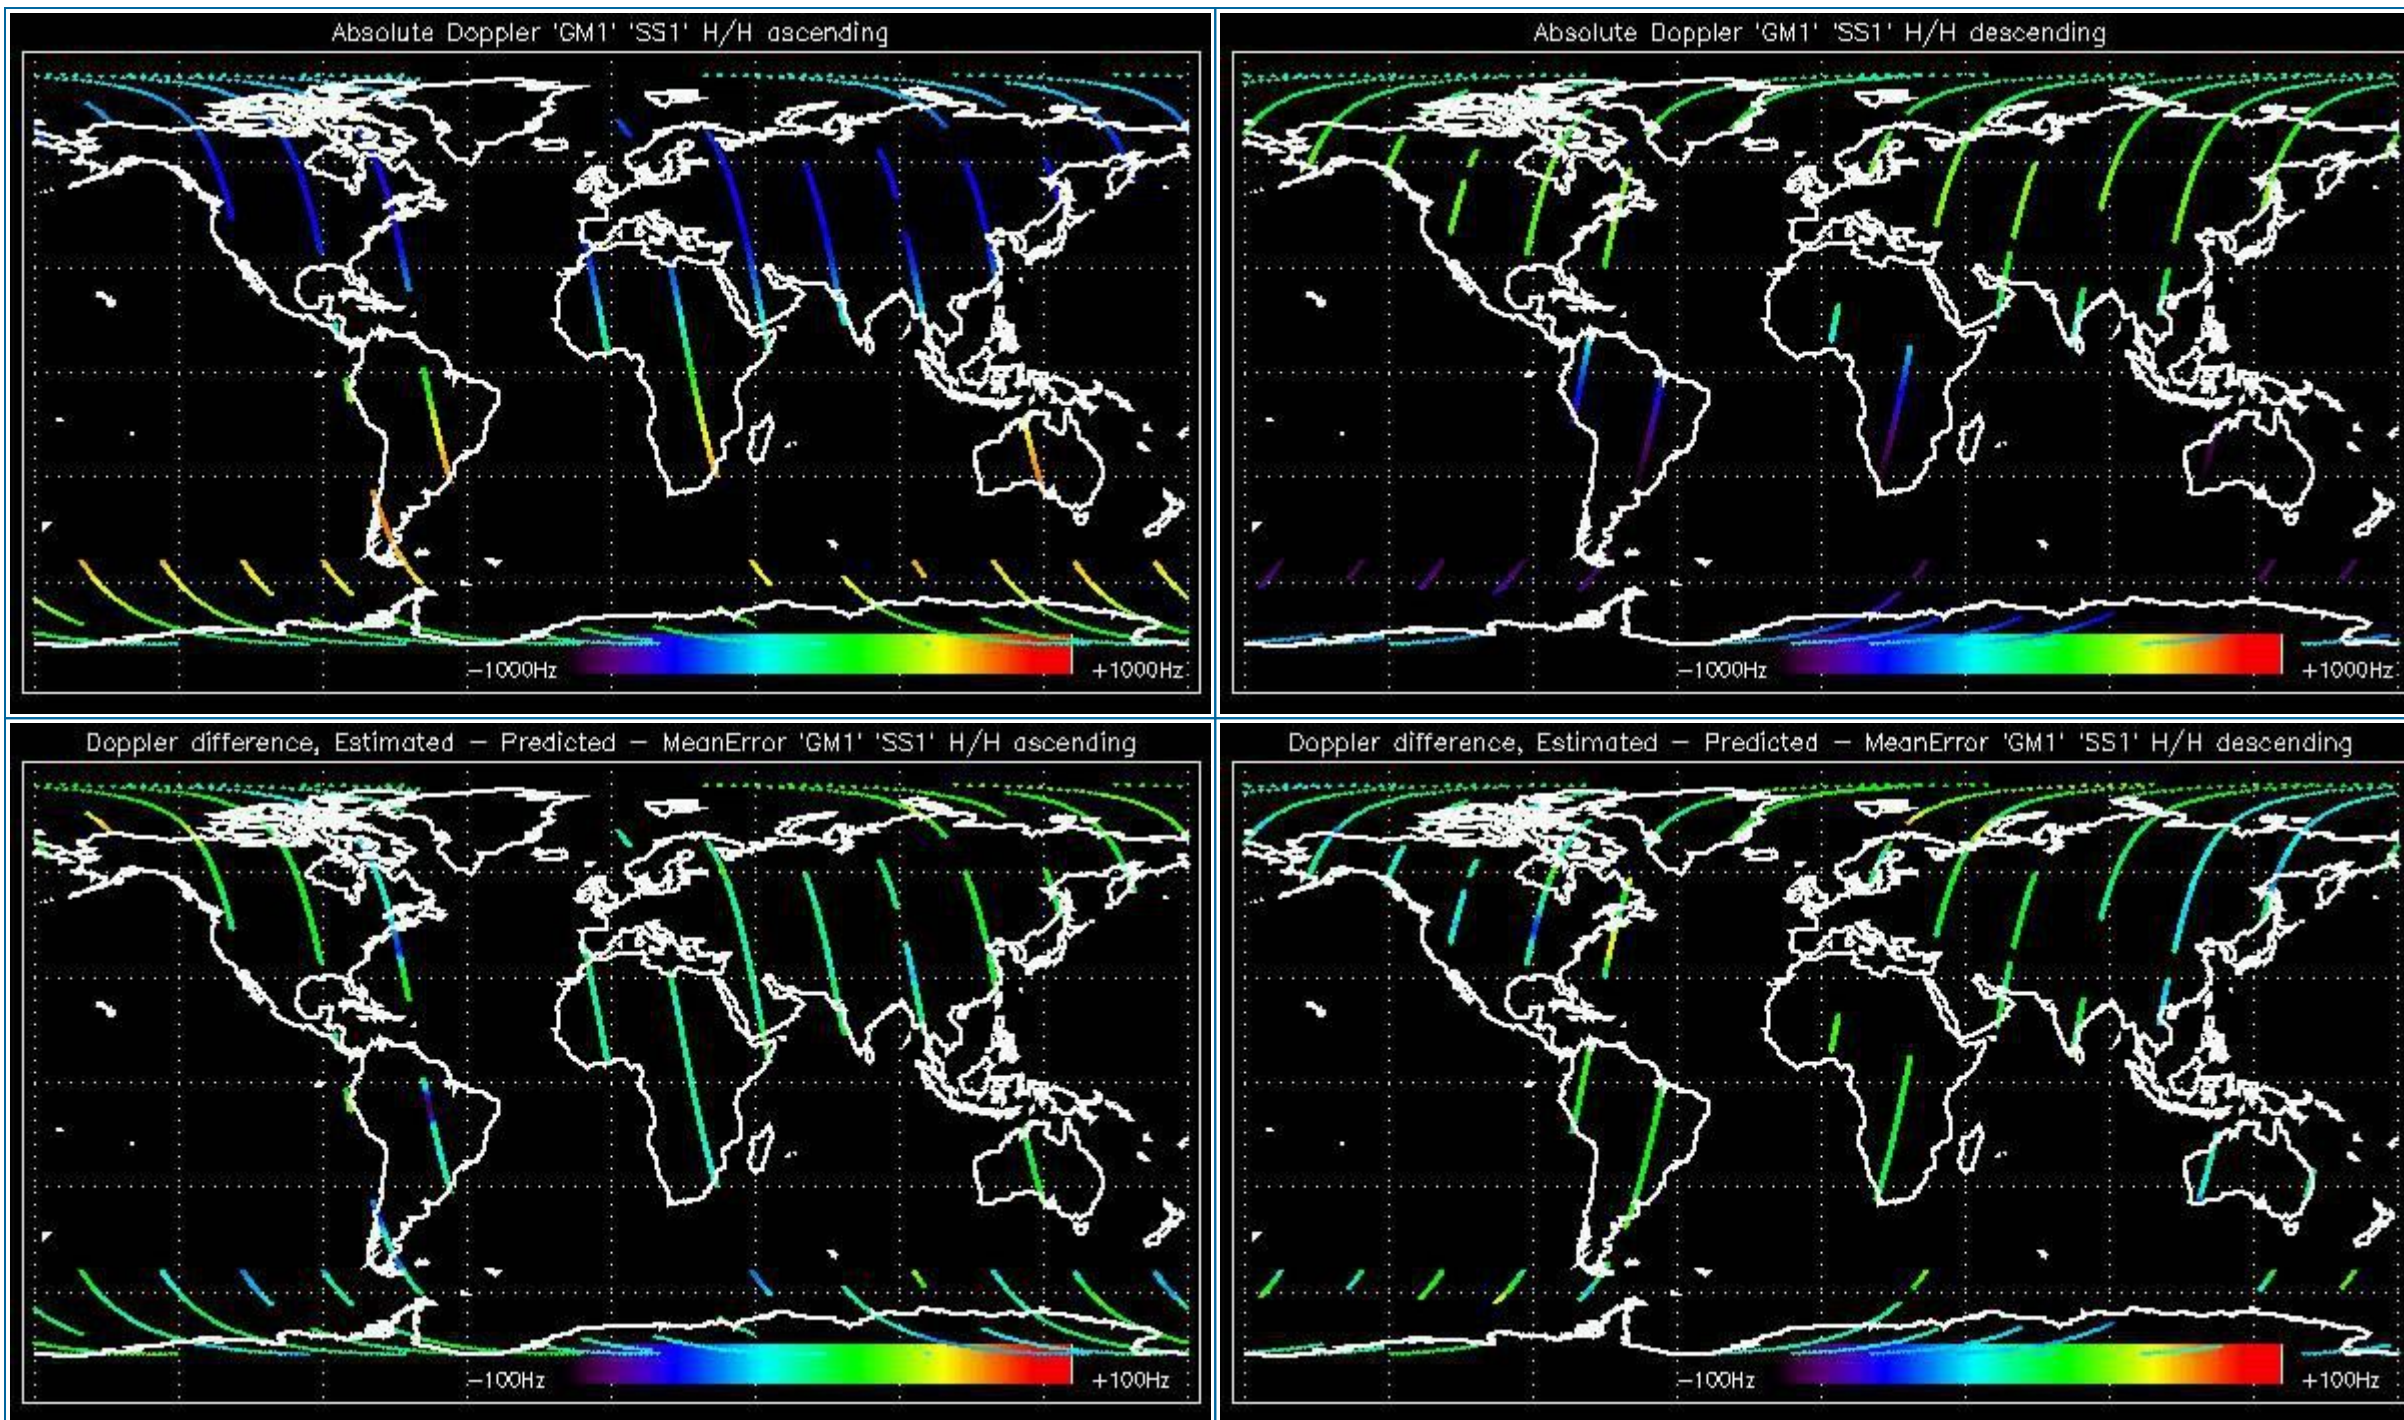 Absolute Doppler 'GM1' 'SS1' H/H ascending
−1000Hz
+1000Hz
Absolute Doppler 'GM1' 'SS1' H/H descending
−1000Hz
+1000Hz
Doppler difference, Estimated − Predicted − MeanError 'GM1' 'SS1' H/H ascending
−100Hz
+100Hz
Doppler difference, Estimated − Predicted − MeanError 'GM1' 'SS1' H/H descending
−100Hz
+100Hz